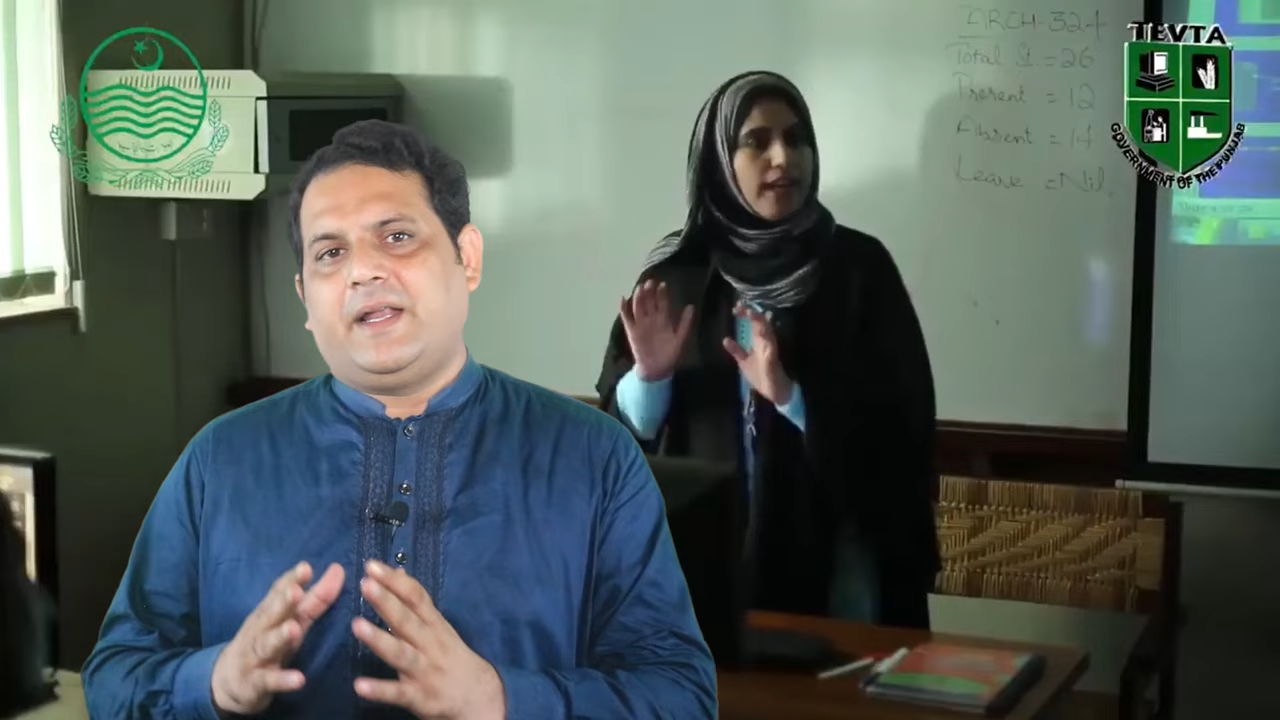 ARCH-324
Total St. = 26
Present = 12
Absent = 14
Leave = Nil.
TEVTA
GOVERNMENT OF THE PUNJAB